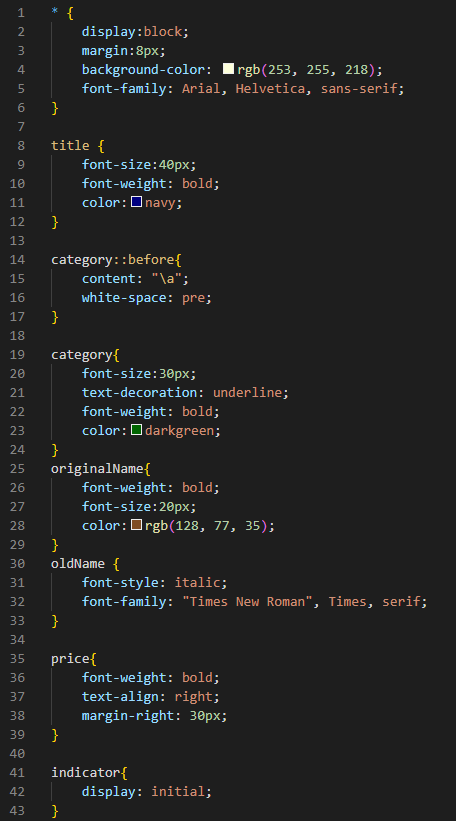 1 * {
2     display:block;
3     margin:8px;
4     background-color: rgb(253, 255, 218);
5     font-family: Arial, Helvetica, sans-serif;
6 }
7
8 title {
9     font-size:40px;
10     font-weight: bold;
11     color:navy;
12 }
13
14 category::before{
15     content: "\a";
16     white-space: pre;
17 }
18
19 category{
20     font-size:30px;
21     text-decoration: underline;
22     font-weight: bold;
23     color:darkgreen;
24 }
25 originalName{
26     font-weight: bold;
27     font-size:20px;
28     color:rgb(128, 77, 35);
29 }
30 oldName {
31     font-style: italic;
32     font-family: "Times New Roman", Times, serif;
33 }
34
35 price{
36     font-weight: bold;
37     text-align: right;
38     margin-right: 30px;
39 }
40
41 indicator{
42     display: initial;
43 }